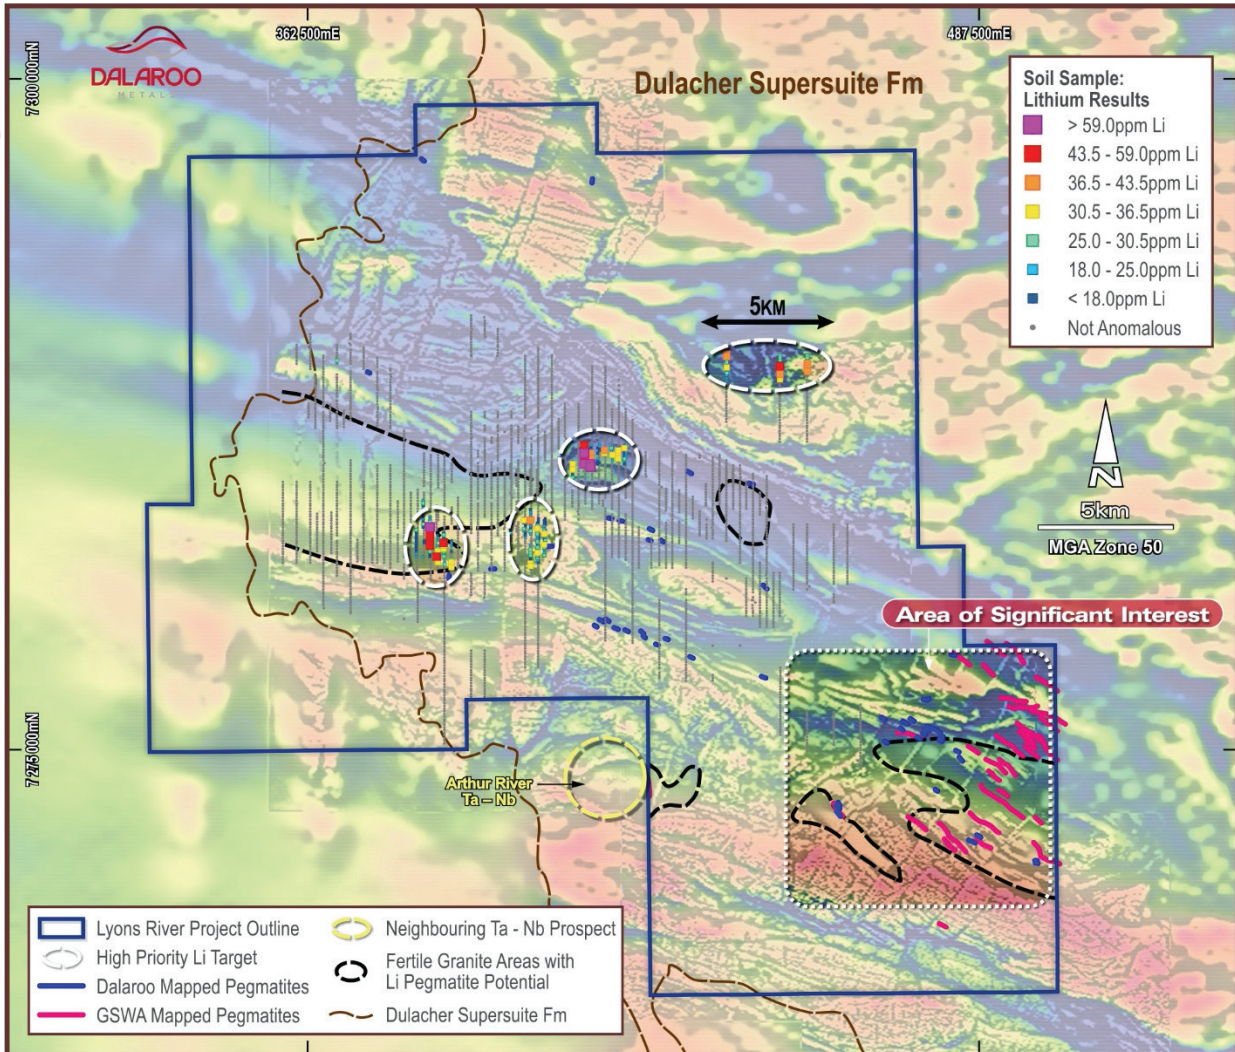 362 500mE
487 500mE
7 300 000mN
DALAROO
METALS
Dulacher Supersuite Fm
Soil Sample:
Lithium Results
> 59.0ppm Li
43.5 - 59.0ppm Li
36.5 - 43.5ppm Li
30.5 - 36.5ppm Li
25.0 - 30.5ppm Li
18.0 - 25.0ppm Li
< 18.0ppm Li
Not Anomalous
5KM
N
5km
MGA Zone 50
Area of Significant Interest
7 275 000mN
Arthur River
Ta – Nb
Lyons River Project Outline
High Priority Li Target
Dalaroo Mapped Pegmatites
GSWA Mapped Pegmatites
Neighbouring Ta - Nb Prospect
Fertile Granite Areas with
Li Pegmatite Potential
Dulacher Supersuite Fm